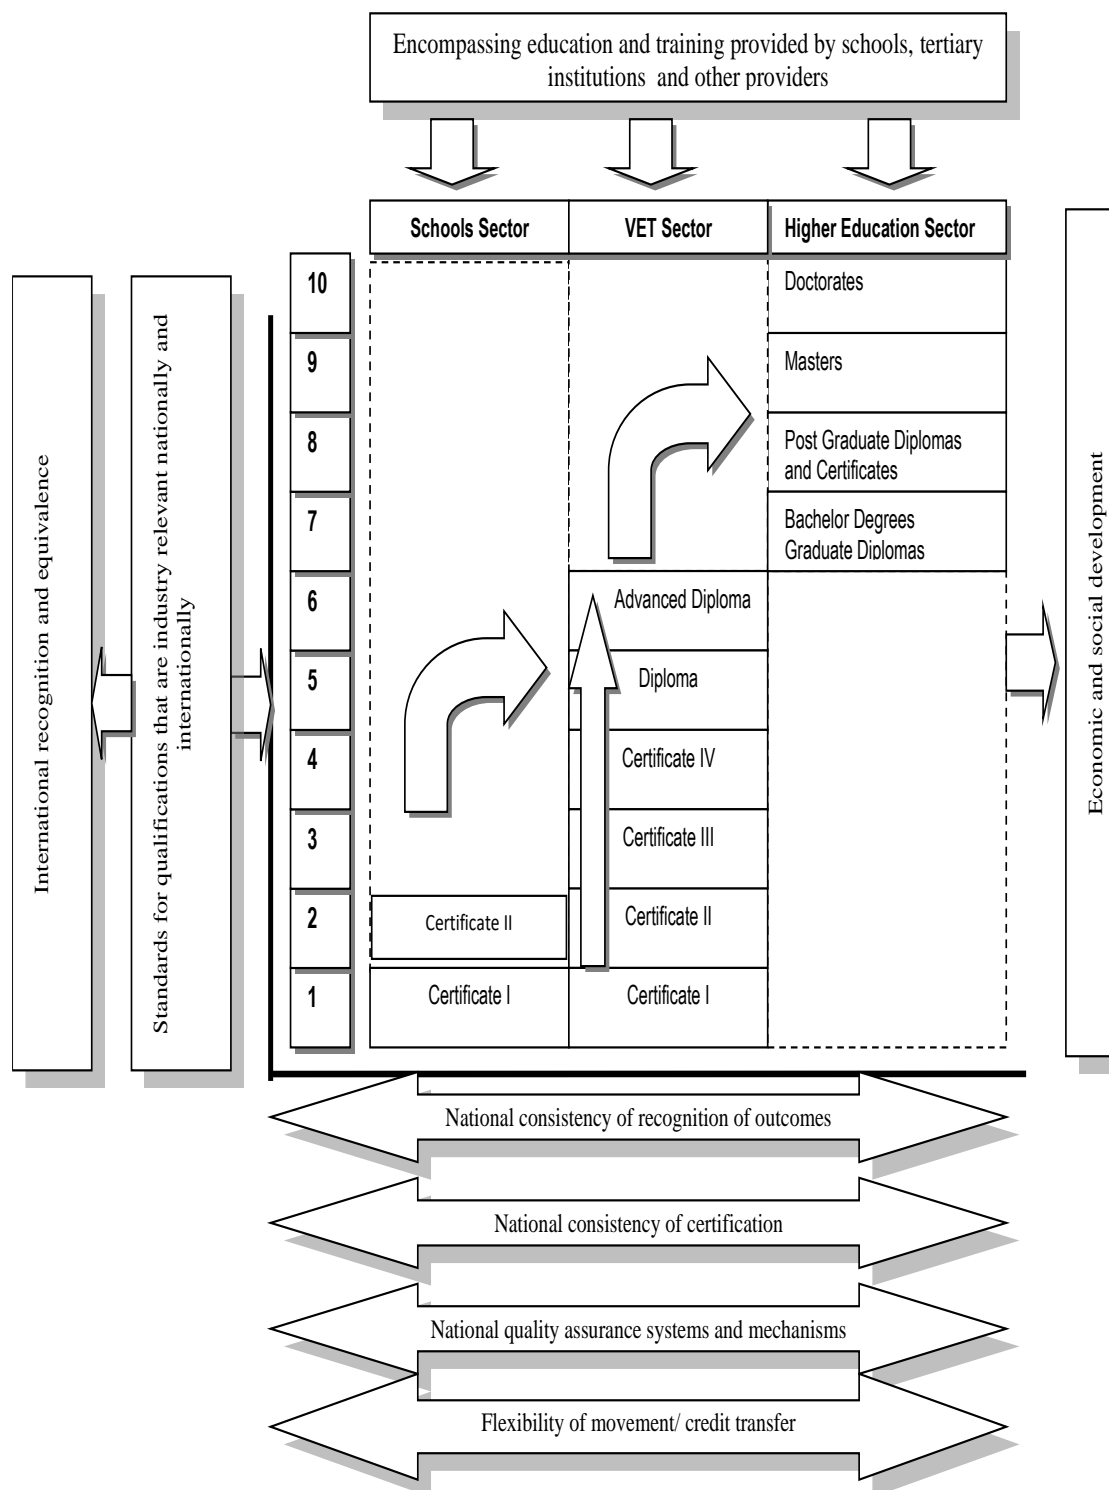 Encompassing education and training provided by schools, tertiary
institutions and other providers
Schools Sector
VET Sector
Higher Education Sector
International recognition and equivalence
Standards for qualifications that are industry relevant nationally and
internationally
10
Doctorates
9
Masters
8
Post Graduate Diplomas
and Certificates
7
Bachelor Degrees
Graduate Diplomas
6
Advanced Diploma
5
Diploma
4
Certificate IV
3
Certificate III
2
Certificate II
Certificate II
1
Certificate I
Certificate I
Economic and social development
National consistency of recognition of outcomes
National consistency of certification
National quality assurance systems and mechanisms
Flexibility of movement/ credit transfer